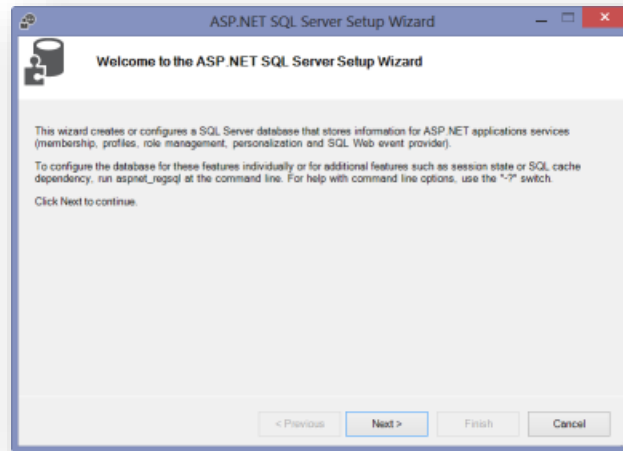 ASP.NET SQL Server Setup Wizard
Welcome to the ASP.NET SQL Server Setup Wizard
This wizard creates or configures a SQL Server database that stores information for ASP.NET applications services
(membership, profiles, role management, personalization and SQL Web event provider).
To configure the database for these features individually or for additional features such as session state or SQL cache
dependency, run aspnet_regsql at the command line. For help with command line options, use the "-?" switch.
Click Next to continue.
< Previous
Next >
Finish
Cancel